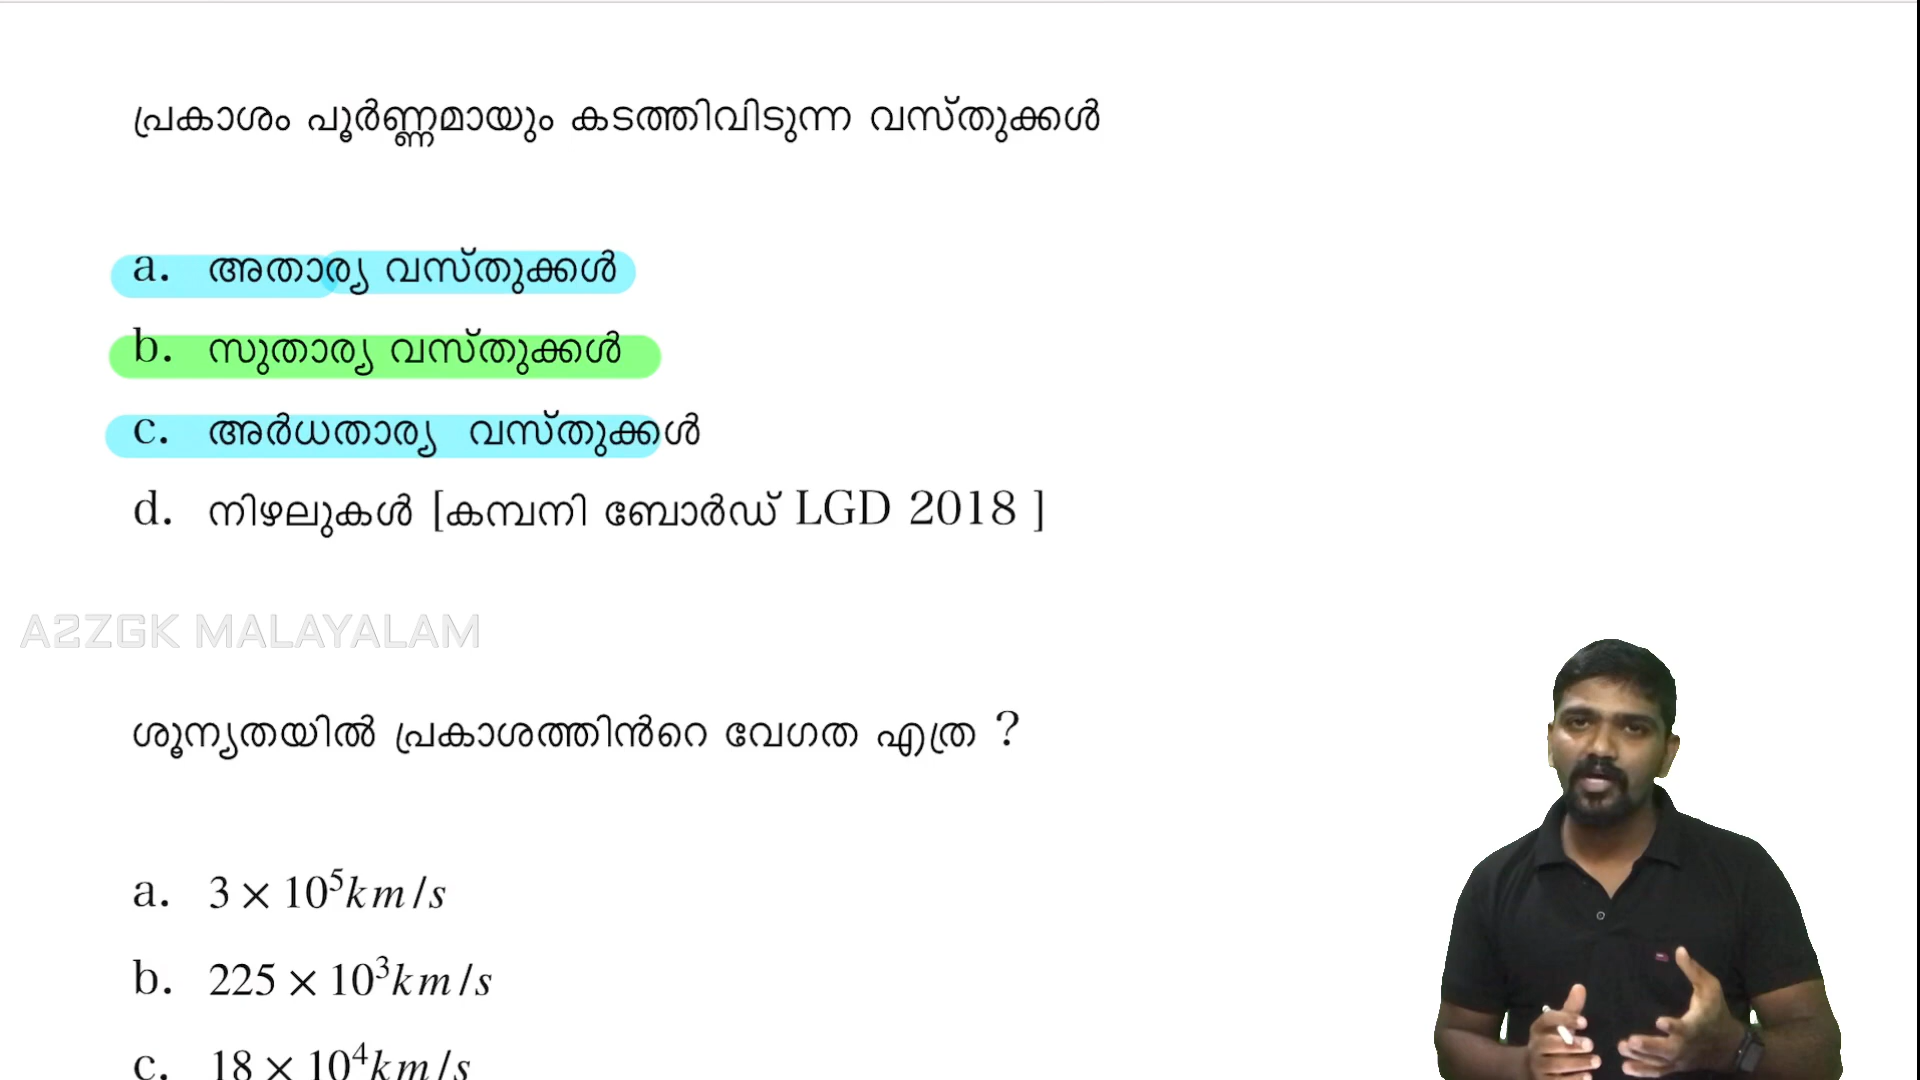 പ്രകാശം പൂർണ്ണമായും കടത്തിവിടുന്ന വസ്തുക്കൾ
a. അതാര്യ വസ്തുക്കൾ
b. സുതാര്യ വസ്തുക്കൾ
c. അർധതാര്യ വസ്തുക്കൾ
d. നിഴലുകൾ [കമ്പനി ബോർഡ് LGD 2018 ]
A2ZGK MALAYALAM
ശൂന്യതയിൽ പ്രകാശത്തിൻറെ വേഗത എത്ര ?
a. 3 × 10⁵km/s
b. 225 × 10³km/s
c. 18 × 10⁴km/s